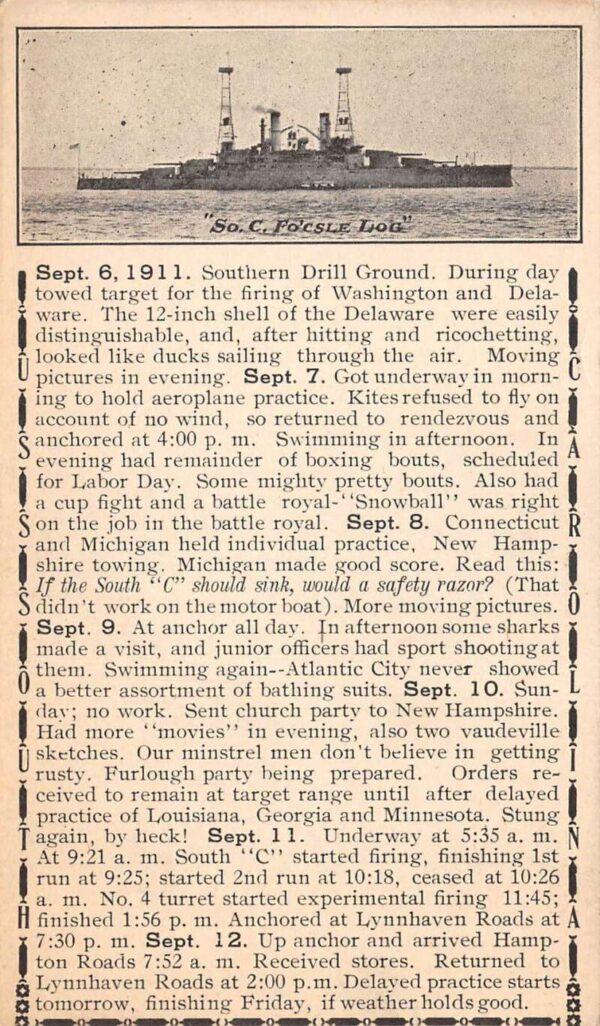 "So. C. Fo'csle Log"
Sept. 6, 1911. Southern Drill Ground. During day
towed target for the firing of Washington and Dela-
ware. The 12-inch shell of the Delaware were easily
distinguishable, and, after hitting and ricochetting,
looked like ducks sailing through the air. Moving
pictures in evening. Sept. 7. Got underway in morn-
ing to hold aeroplane practice. Kites refused to fly on
account of no wind, so returned to rendezvous and
anchored at 4:00 p. m. Swimming in afternoon. In
evening had remainder of boxing bouts, scheduled
for Labor Day. Some mighty pretty bouts. Also had
a cup fight and a battle royal-"Snowball" was right
on the job in the battle royal. Sept. 8. Connecticut
and Michigan held individual practice, New Hamp-
shire towing. Michigan made good score. Read this:
If the South "C" should sink, would a safety razor? (That
didn't work on the motor boat). More moving pictures.
Sept. 9. At anchor all day. In afternoon some sharks
made a visit, and junior officers had sport shooting at
them. Swimming again--Atlantic City never showed
a better assortment of bathing suits. Sept. 10. Sun-
day; no work. Sent church party to New Hampshire.
Had more "movies" in evening, also two vaudeville
sketches. Our minstrel men don't believe in getting
rusty. Furlough party being prepared. Orders re-
ceived to remain at target range until after delayed
practice of Louisiana, Georgia and Minnesota. Stung
again, by heck! Sept. 11. Underway at 5:35 a. m.
At 9:21 a. m. South "C" started firing, finishing 1st
run at 9:25; started 2nd run at 10:18, ceased at 10:26
a. m. No. 4 turret started experimental firing 11:45;
finished 1:56 p. m. Anchored at Lynnhaven Roads at
7:30 p. m. Sept. 12. Up anchor and arrived Hamp-
ton Roads 7:52 a. m. Received stores. Returned to
Lynnhaven Roads at 2:00 p.m. Delayed practice starts
tomorrow, finishing Friday, if weather holds good.
U S S SOUTH
CAROLINA